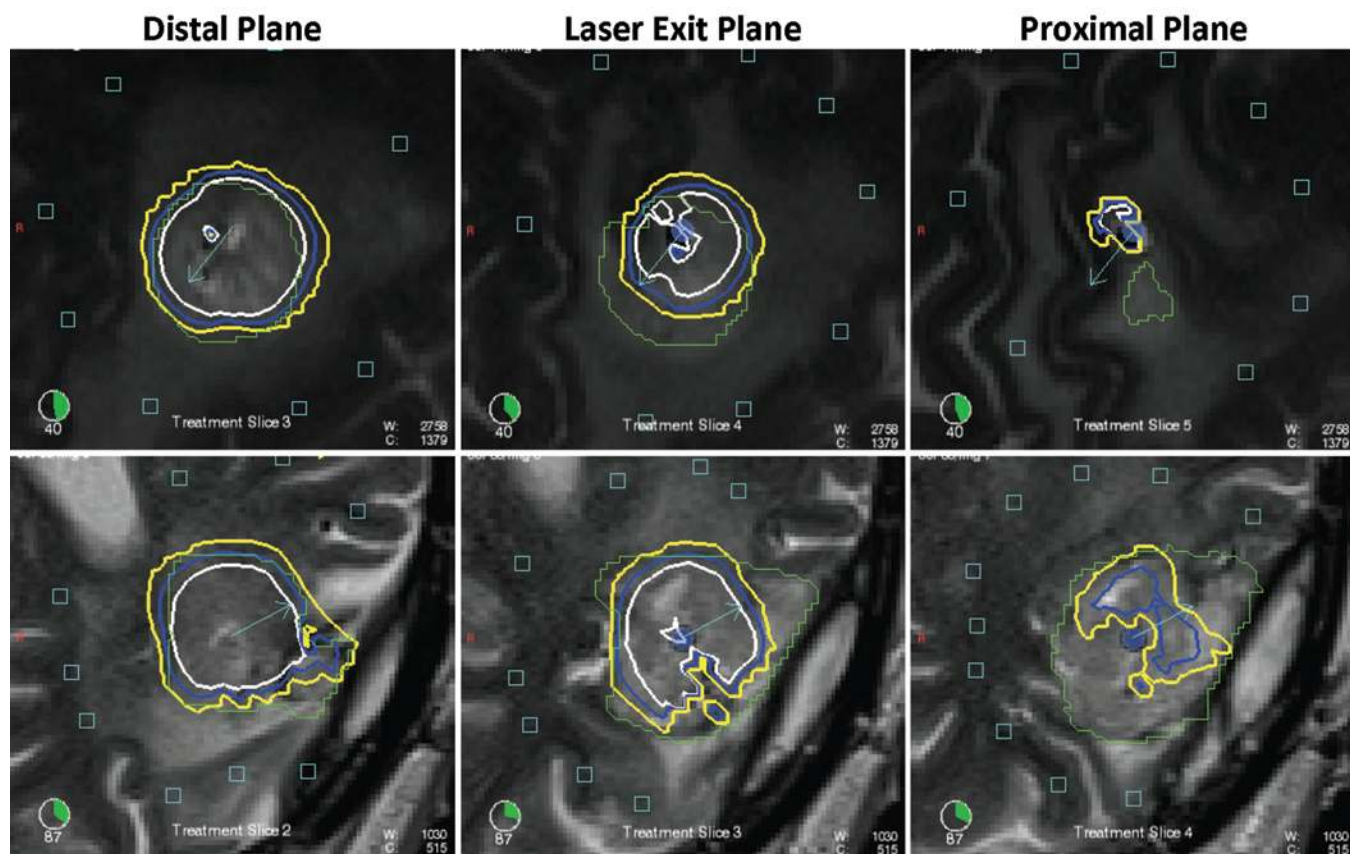 Distal Plane
Laser Exit Plane
Proximal Plane
R
40
Treatment Slice 3
W: 2758
C: 1379
R
40
Treatment Slice 4
W: 2758
C: 1379
R
40
Treatment Slice 5
W: 2758
C: 1379
R
87
Treatment Slice 2
W: 1030
C: 515
R
87
Treatment Slice 3
W: 1030
C: 515
R
87
Treatment Slice 4
W: 1030
C: 515